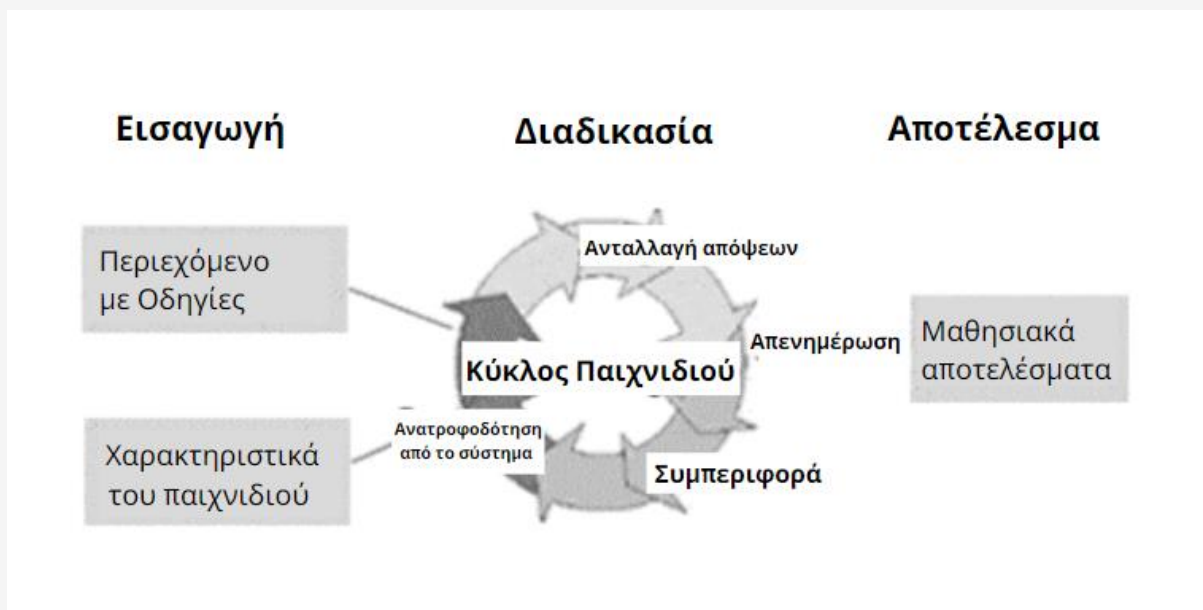 Εισαγωγή
Διαδικασία
Αποτέλεσμα
Περιεχόμενο
με Οδηγίες
Χαρακτηριστικά
του παιχνιδιού
Ανταλλαγή απόψεων
Κύκλος Παιχνιδιού
Ανατροφοδότηση
από το σύστημα
Συμπεριφορά
Απενημέρωση
Μαθησιακά
αποτελέσματα